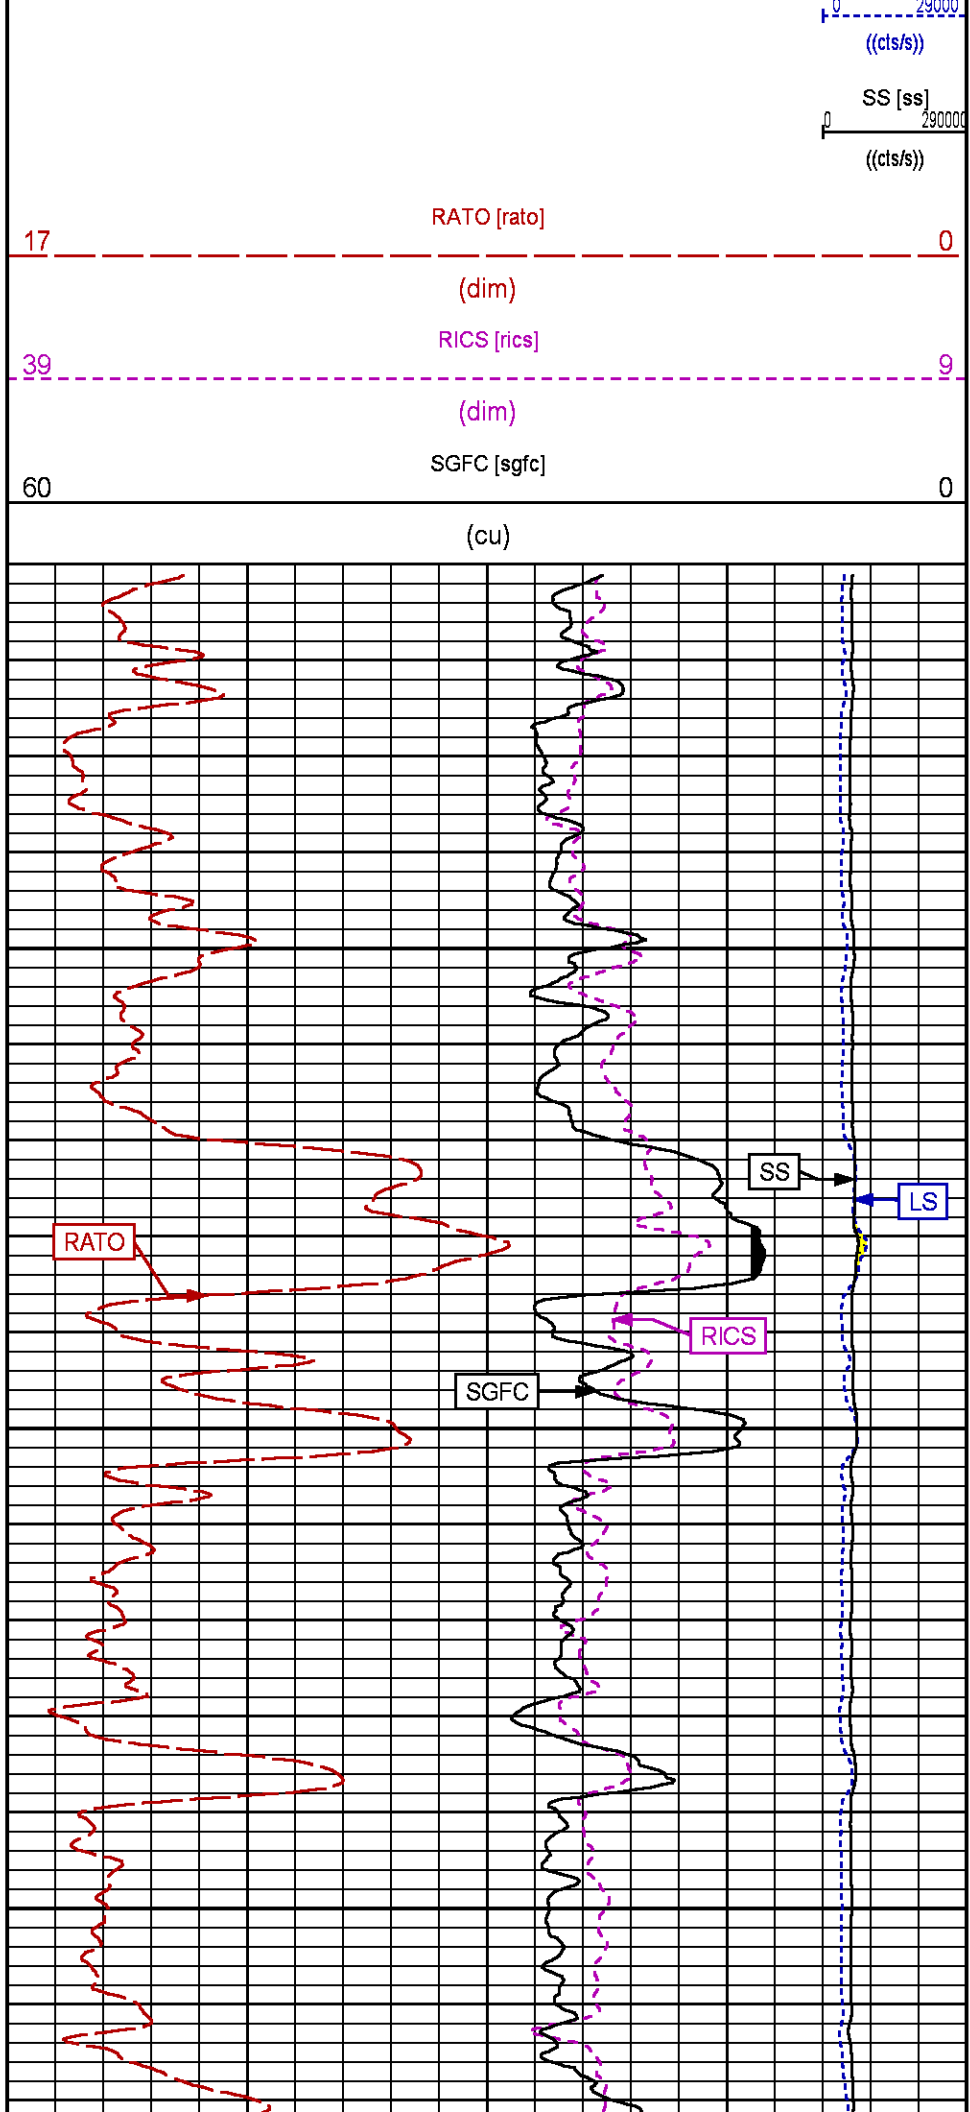 0 29000
((cts/s))
SS [ss]
0 290000
((cts/s))
RATO [rato]
17 0
(dim)
RICS [rics]
39 9
(dim)
SGFC [sgfc]
60 0
(cu)
SS
LS
RATO
RICS
SGFC